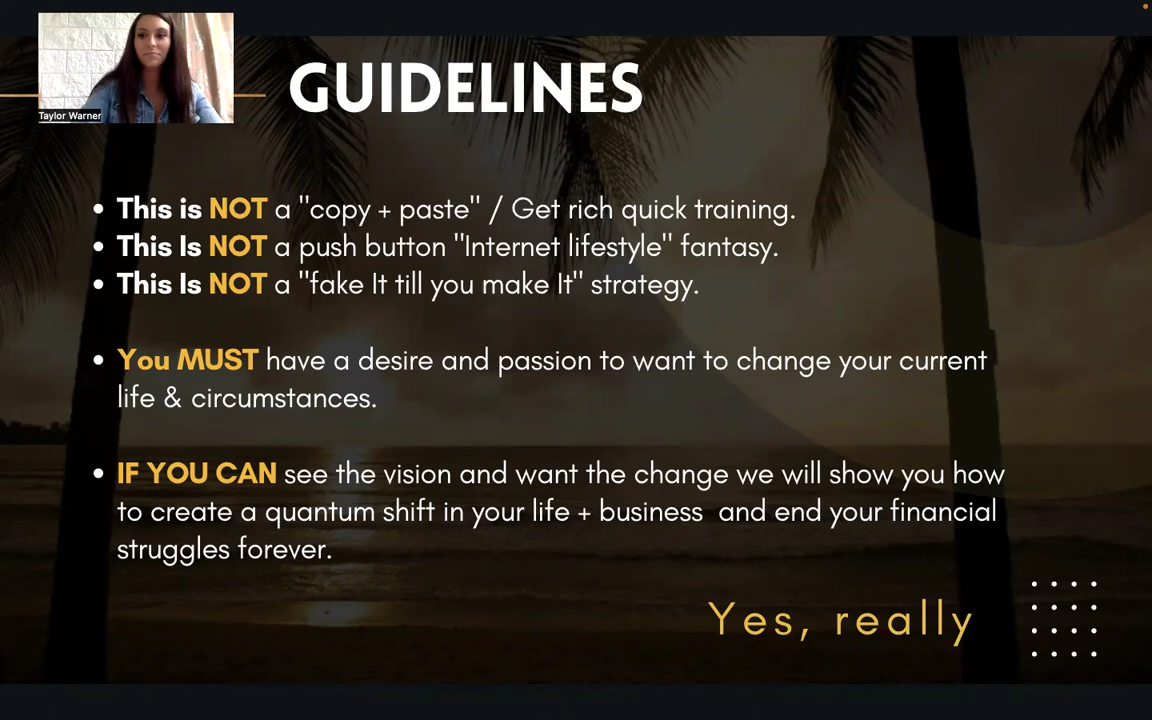 Taylor Warner
GUIDELINES
• This is NOT a "copy + paste" / Get rich quick training.
• This Is NOT a push button "Internet lifestyle" fantasy.
• This Is NOT a "fake It till you make It" strategy.
• You MUST have a desire and passion to want to change your current
life & circumstances.
• IF YOU CAN see the vision and want the change we will show you how
to create a quantum shift in your life + business  and end your financial
struggles forever.
Yes, really